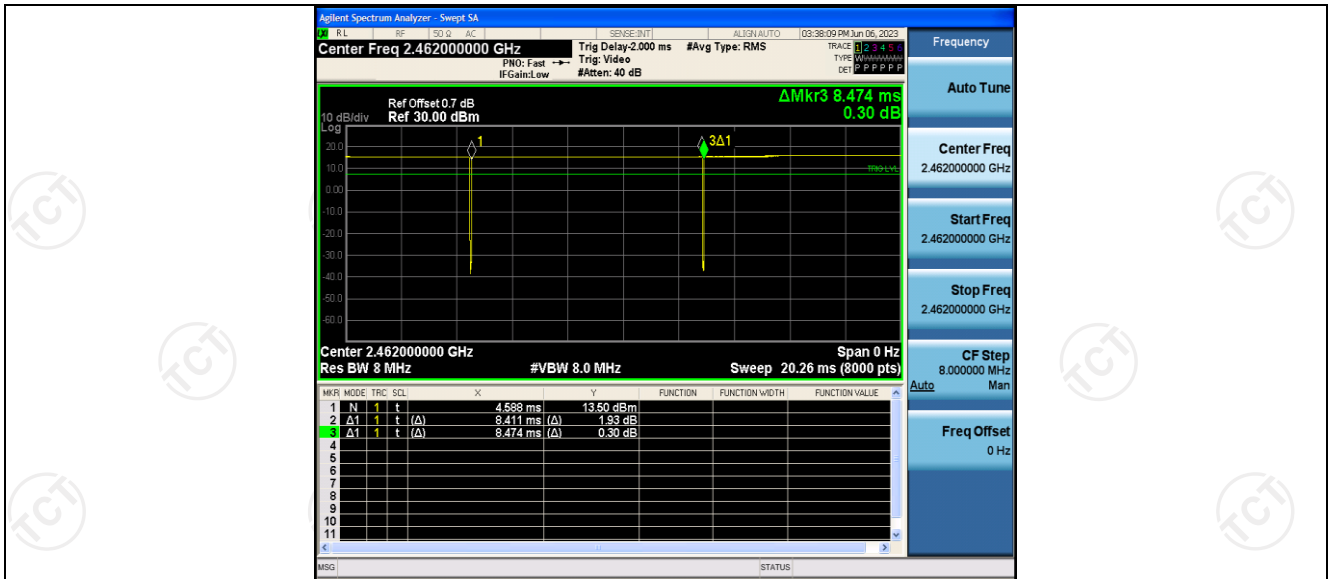 Agilent Spectrum Analyzer - Swept SA
RL RF 50 Ω AC SENSE:INT ALIGN AUTO 03:38:09 PM Jun 06, 2023
Center Freq 2.462000000 GHz
PNO: Fast
IFGain:Low
Trig Delay-2.000 ms
Trig: Video
#Atten: 40 dB
#Avg Type: RMS
TRACE 1 2 3 4 5 6
TYPE W
DET P P P P P P
Frequency
Auto Tune
Center Freq
2.462000000 GHz
Start Freq
2.462000000 GHz
Stop Freq
2.462000000 GHz
CF Step
8.000000 MHz
Auto Man
Freq Offset
0 Hz
ΔMkr3 8.474 ms
0.30 dB
Ref Offset 0.7 dB
10 dB/div Ref 30.00 dBm
Log
20.0
10.0
0.00
-10.0
-20.0
-30.0
-40.0
-50.0
-60.0
1
3Δ1
TRIG LVL
Center 2.462000000 GHz Span 0 Hz
Res BW 8 MHz #VBW 8.0 MHz Sweep 20.26 ms (8000 pts)
MKR MODE TRC SCL X Y FUNCTION FUNCTION WIDTH FUNCTION VALUE
1 N 1 t 4.588 ms 13.50 dBm
2 Δ1 1 t (Δ) 8.411 ms (Δ) 1.93 dB
3 Δ1 1 t (Δ) 8.474 ms (Δ) 0.30 dB
4
5
6
7
8
9
10
11
MSG STATUS
TCT
TCT
TCT
TCT
TCT
TCT